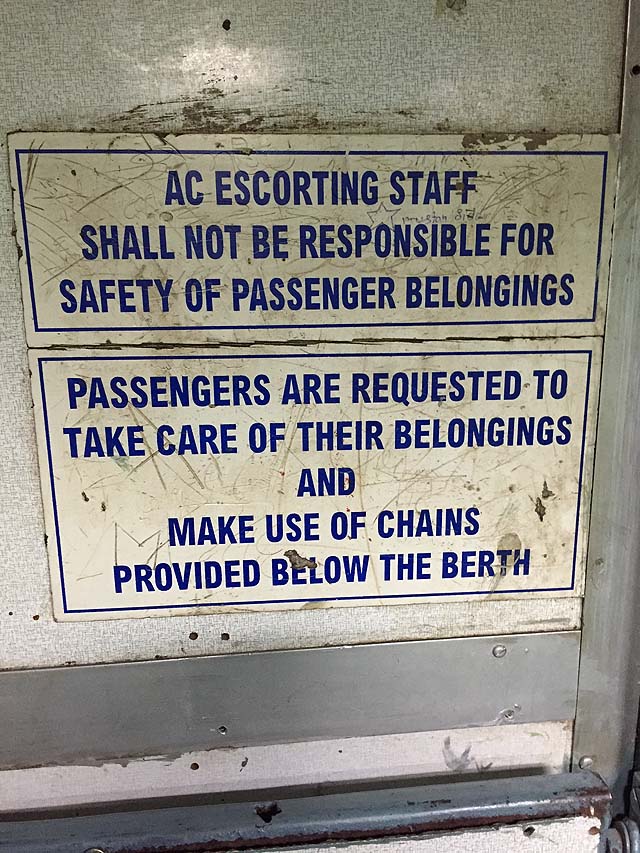 AC ESCORTING STAFF
SHALL NOT BE RESPONSIBLE FOR
SAFETY OF PASSENGER BELONGINGS
PASSENGERS ARE REQUESTED TO
TAKE CARE OF THEIR BELONGINGS
AND
MAKE USE OF CHAINS
PROVIDED BELOW THE BERTH